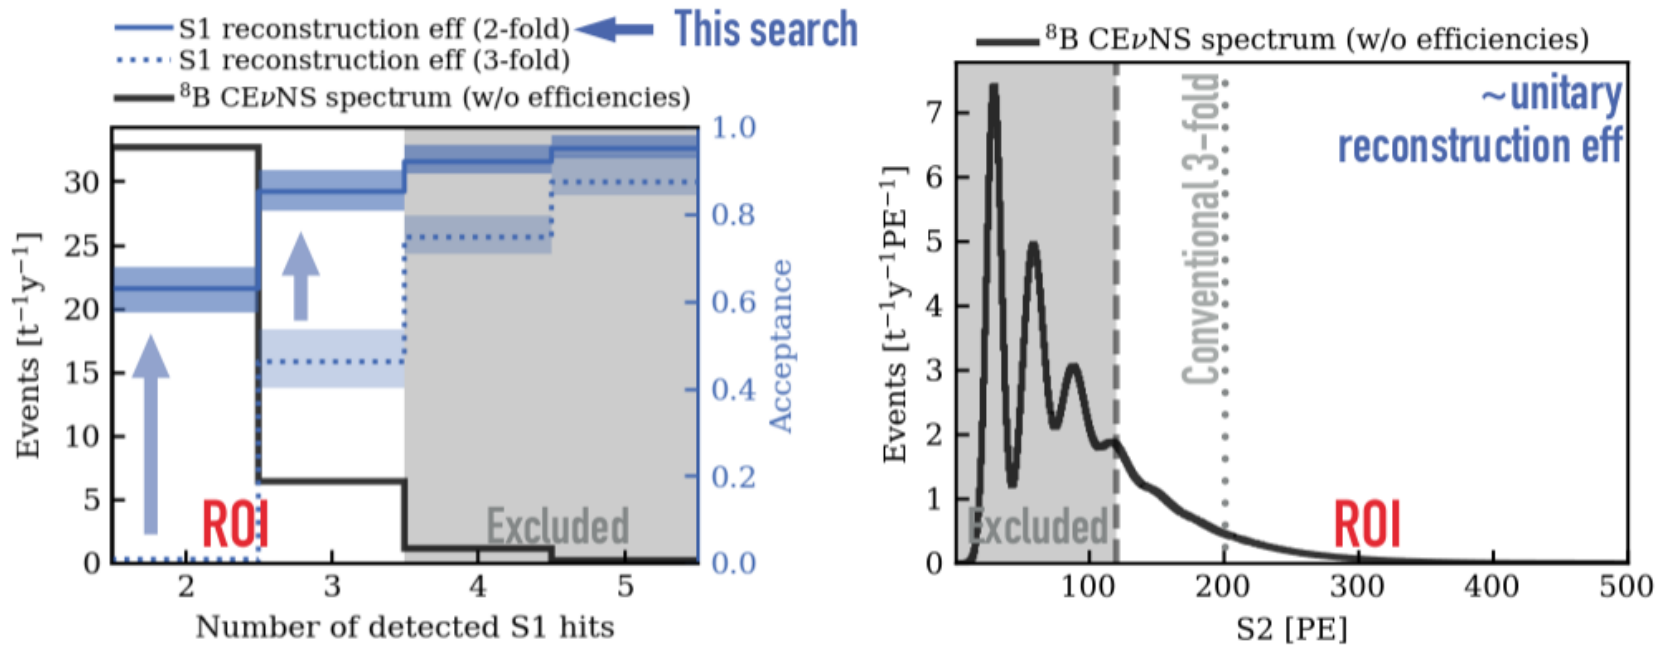 S1 reconstruction eff (2-fold)
This search
S1 reconstruction eff (3-fold)
⁸B CEνNS spectrum (w/o efficiencies)
Events [t⁻¹y⁻¹]
30
25
20
15
10
5
0
1.0
0.8
0.6
0.4
0.2
0.0
Acceptance
ROI
Excluded
2
3
4
5
Number of detected S1 hits
⁸B CEνNS spectrum (w/o efficiencies)
Events [t⁻¹y⁻¹PE⁻¹]
7
6
5
4
3
2
1
0
Conventional 3-fold
~unitary
reconstruction eff
Excluded
ROI
100
200
300
400
500
S2 [PE]